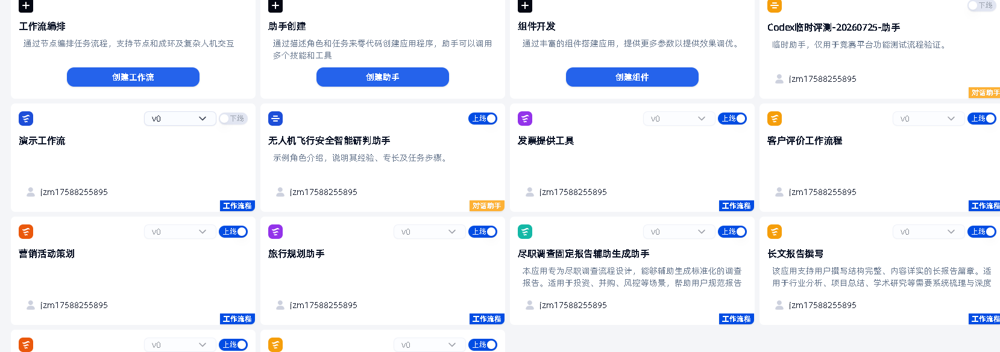 工作流编排
通过节点编排任务流程，支持节点和成环及复杂人机交互
创建工作流
助手创建
通过描述角色和任务来零代码创建应用程序，助手可以调用
多个技能和工具
创建助手
组件开发
通过丰富的组件搭建应用，提供更多参数以提供效果调优。
创建组件
下线
Codex临时评测-20260725-助手
临时助手，仅用于竞赛平台功能测试流程验证。
jzm17588255895
对话助手
v0
下线
演示工作流
jzm17588255895
工作流程
上线
无人机飞行安全智能研判助手
示例角色介绍，说明其经验、专长及任务步骤。
jzm17588255895
对话助手
v0
上线
发票提供工具
jzm17588255895
工作流程
v0
上线
客户评价工作流程
jzm17588255895
工作流程
v0
上线
营销活动策划
jzm17588255895
工作流程
v0
上线
旅行规划助手
jzm17588255895
工作流程
v0
上线
尽职调查固定报告辅助生成助手
本应用专为尽职调查流程设计，能够辅助生成标准化的调查
报告。适用于投资、并购、风控等场景，帮助用户规范报告
jzm17588255895
工作流程
v0
上线
长文报告撰写
该应用支持用户撰写结构完整、内容详实的长报告篇章。适
用于行业分析、项目总结、学术研究等需要系统梳理与深度
jzm17588255895
工作流程
v0
上线
v0
上线